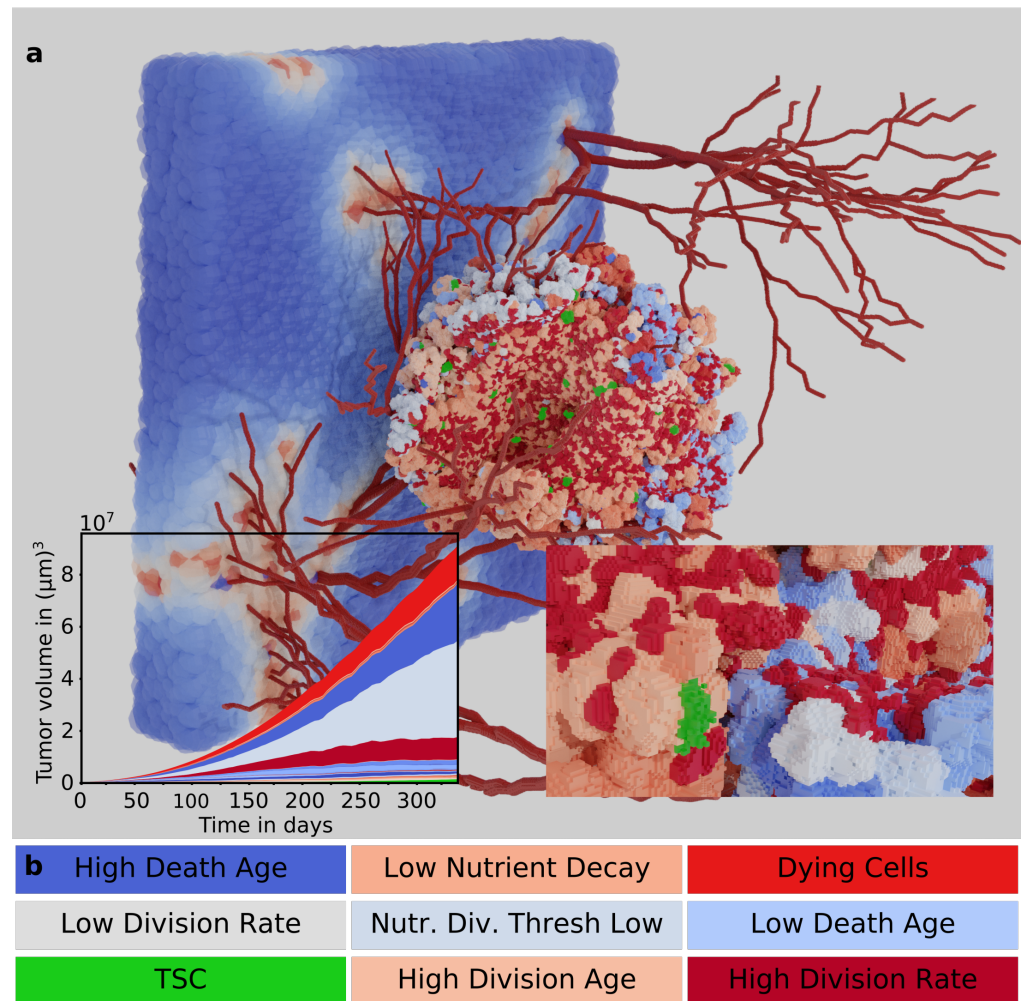 a
10⁷
Tumor volume in (μm)³
8
6
4
2
0
0 50 100 150 200 250 300
Time in days
b
High Death Age
Low Nutrient Decay
Dying Cells
Low Division Rate
Nutr. Div. Thresh Low
Low Death Age
TSC
High Division Age
High Division Rate